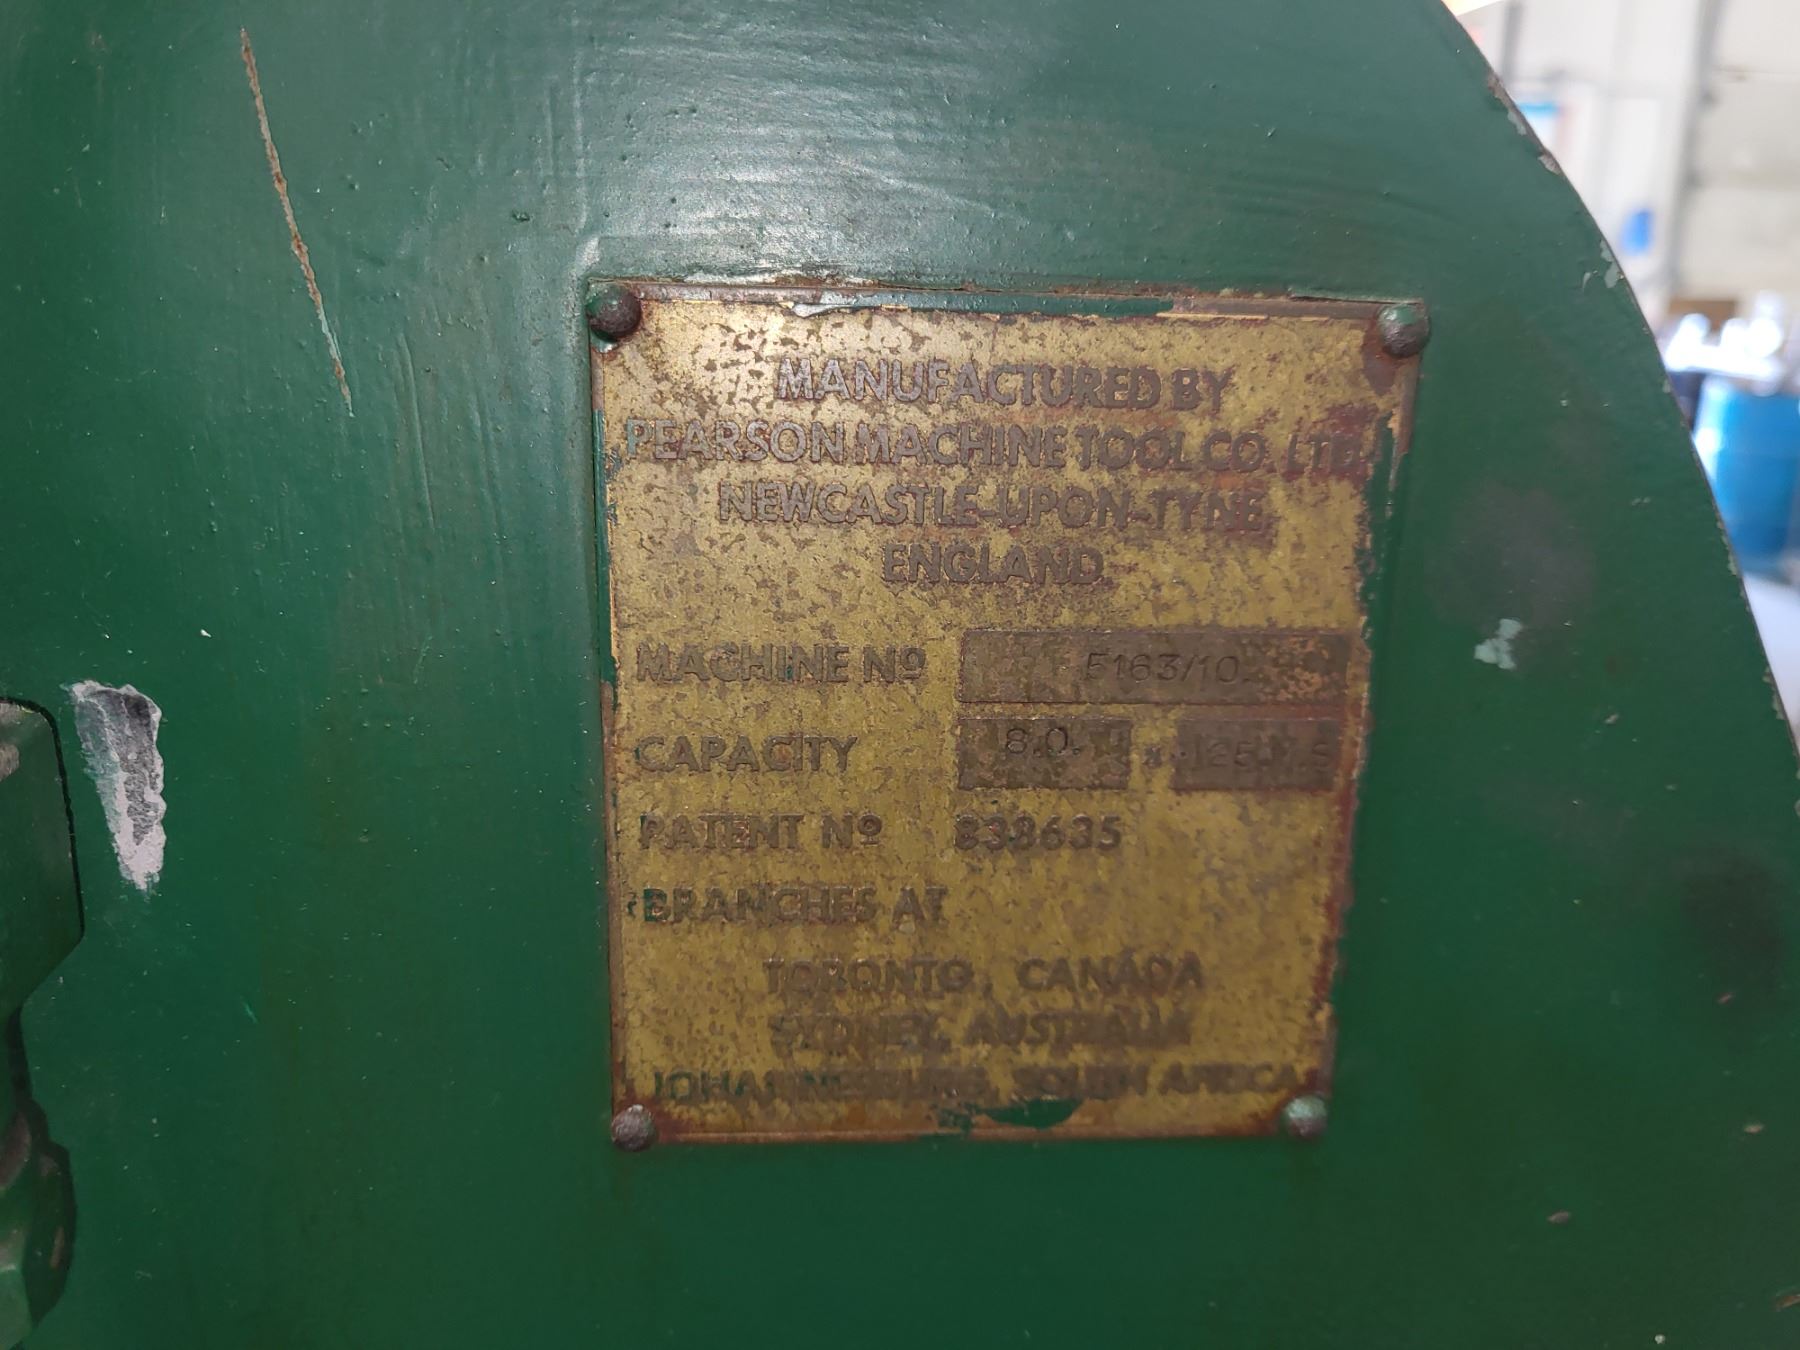 MANUFACTURED BY
PEARSON MACHINE TOOL CO. LTD.
NEWCASTLE-UPON-TYNE
ENGLAND
MACHINE Nº 5163/10.
CAPACITY 8.0. x
PATENT Nº 838635
BRANCHES AT
TORONTO, CANADA
SYDNEY, AUSTRALIA
JOHANNESBURG, SOUTH AFRICA